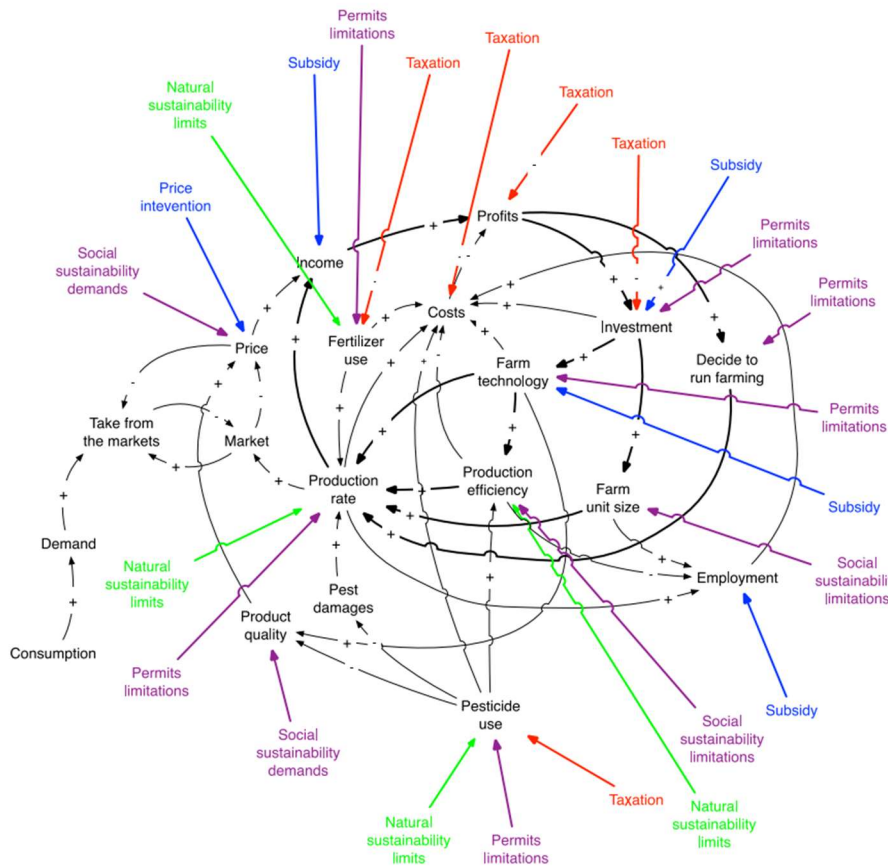 Permits
limitations
Taxation
Subsidy
Taxation
Natural
sustainability
limits
Taxation
Taxation
Subsidy
Price
intevention
Profits
Permits
limitations
Social
sustainability
demands
Income
Permits
limitations
Costs
Investment
Price
Fertilizer
use
Decide to
run farming
Farm
technology
Permits
limitations
Take from
the markets
Market
Production
rate
Production
efficiency
Farm
unit size
Subsidy
Demand
Natural
sustainability
limits
Social
sustainabili
limitations
Employment
Pest
damages
Product
quality
Consumption
Permits
limitations
Pesticide
use
Subsidy
Social
sustainability
limitations
Social
sustainability
demands
Taxation
Natural
sustainability
limits
Natural
sustainability
limits
Permits
limitations